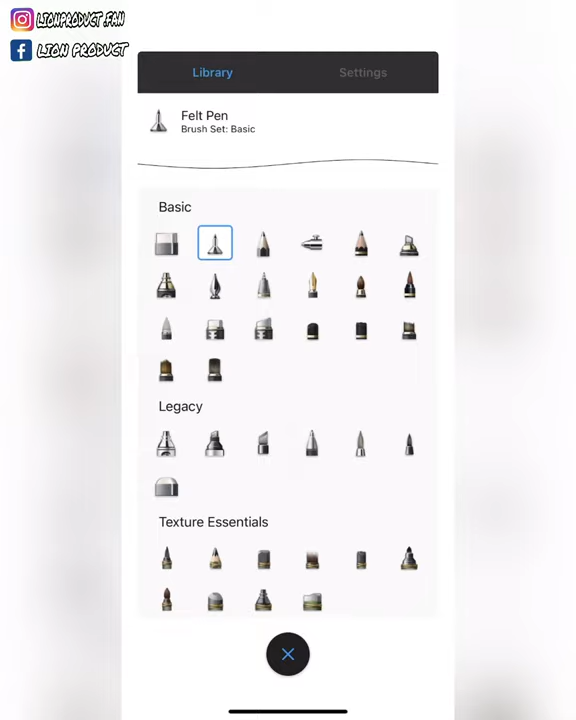 LIONPRODUCT.FAN
LION PRODUCT
Library
Settings
Felt Pen
Brush Set: Basic
Basic
Legacy
Texture Essentials